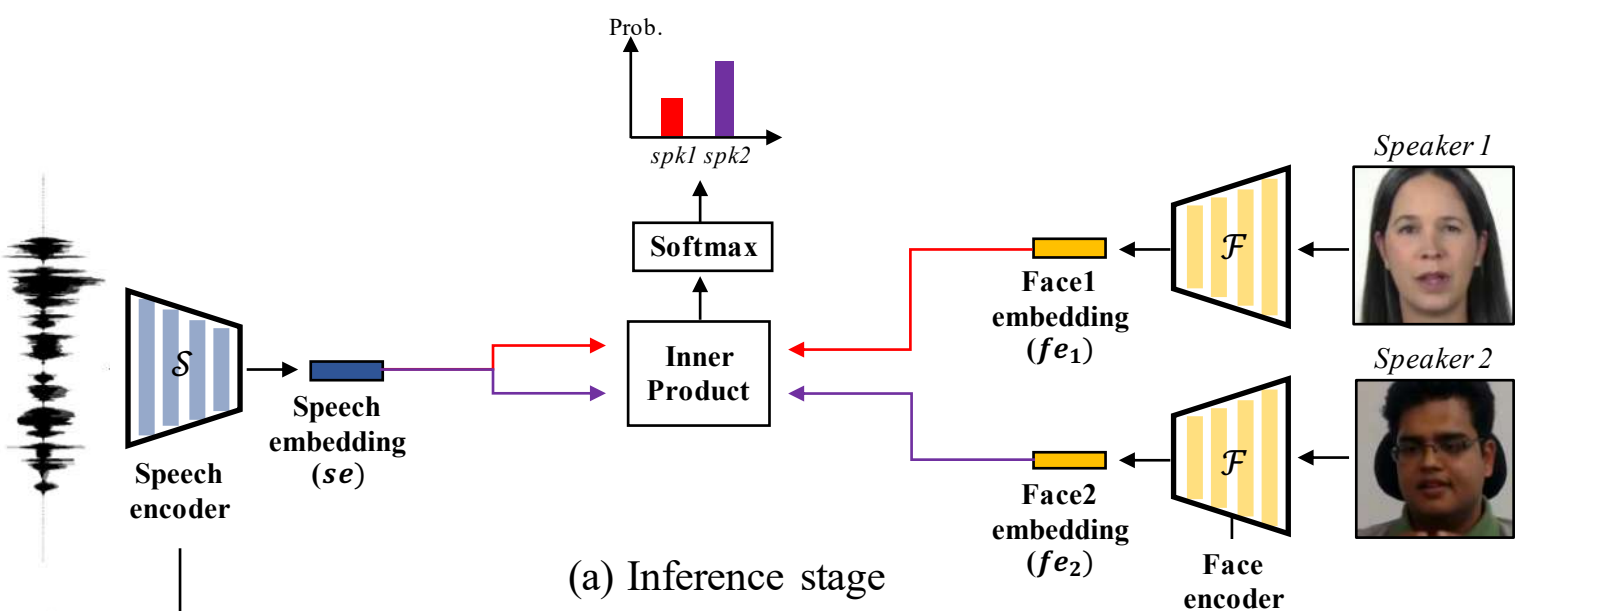 Prob.
spk1 spk2
Softmax
Inner
Product
𝒮
Speech
encoder
Speech
embedding
(se)
Speaker 1
ℱ
Face1
embedding
(fe₁)
Speaker 2
ℱ
Face2
embedding
(fe₂)
Face
encoder
(a) Inference stage